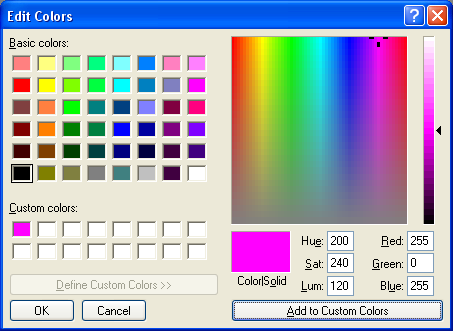 Edit Colors
Basic colors:
Custom colors:
Define Custom Colors >>
OK
Cancel
Color|Solid
Hue: 200
Sat: 240
Lum: 120
Red: 255
Green: 0
Blue: 255
Add to Custom Colors